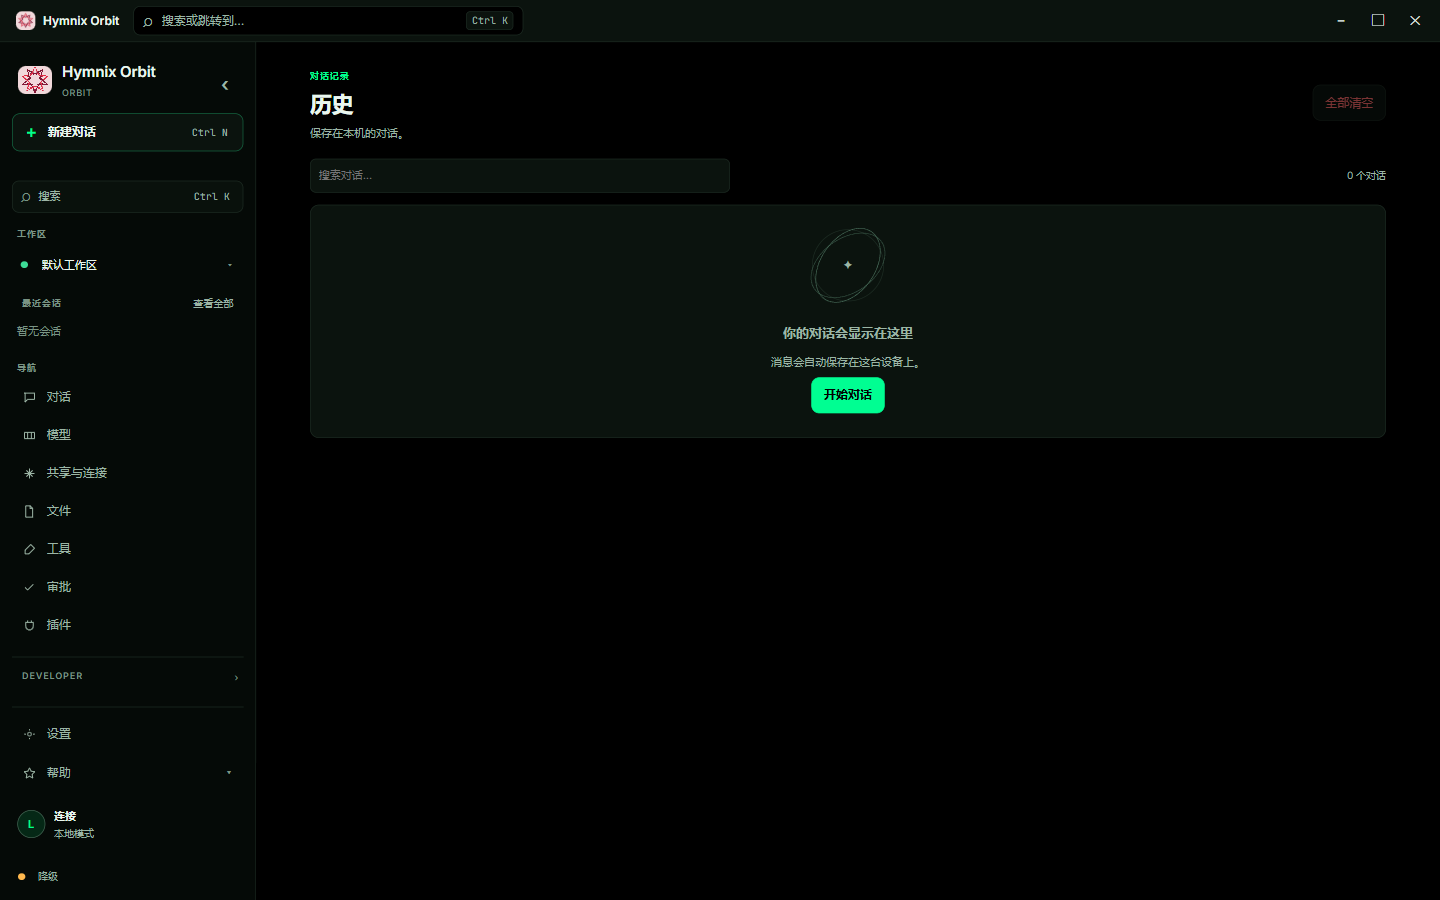 Hymnix Orbit
搜索或跳转到...
Ctrl K
Hymnix Orbit
ORBIT
新建对话
Ctrl N
搜索
Ctrl K
工作区
默认工作区
最近会话
查看全部
暂无会话
导航
对话
模型
共享与连接
文件
工具
审批
插件
DEVELOPER
设置
帮助
L
连接
本地模式
降级
对话记录
历史
保存在本机的对话。
全部清空
搜索对话...
0 个对话
你的对话会显示在这里
消息会自动保存在这台设备上。
开始对话